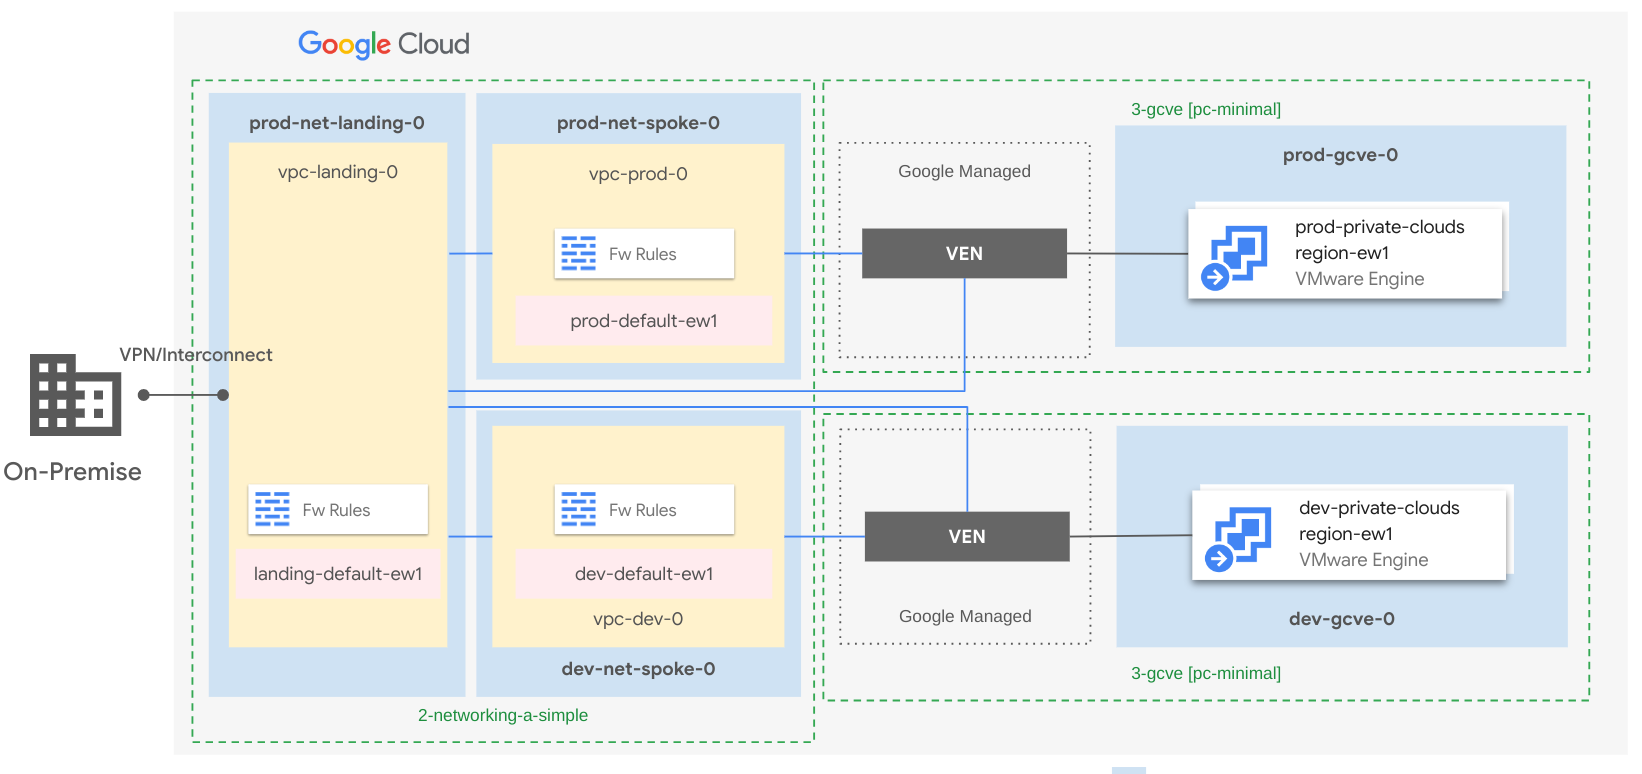 Google Cloud
prod-net-landing-0
vpc-landing-0
Fw Rules
landing-default-ew1
prod-net-spoke-0
vpc-prod-0
Fw Rules
prod-default-ew1
Fw Rules
dev-default-ew1
vpc-dev-0
dev-net-spoke-0
2-networking-a-simple
VPN/Interconnect
On-Premise
3-gcve [pc-minimal]
Google Managed
VEN
prod-gcve-0
prod-private-clouds
region-ew1
VMware Engine
VEN
Google Managed
dev-private-clouds
region-ew1
VMware Engine
dev-gcve-0
3-gcve [pc-minimal]